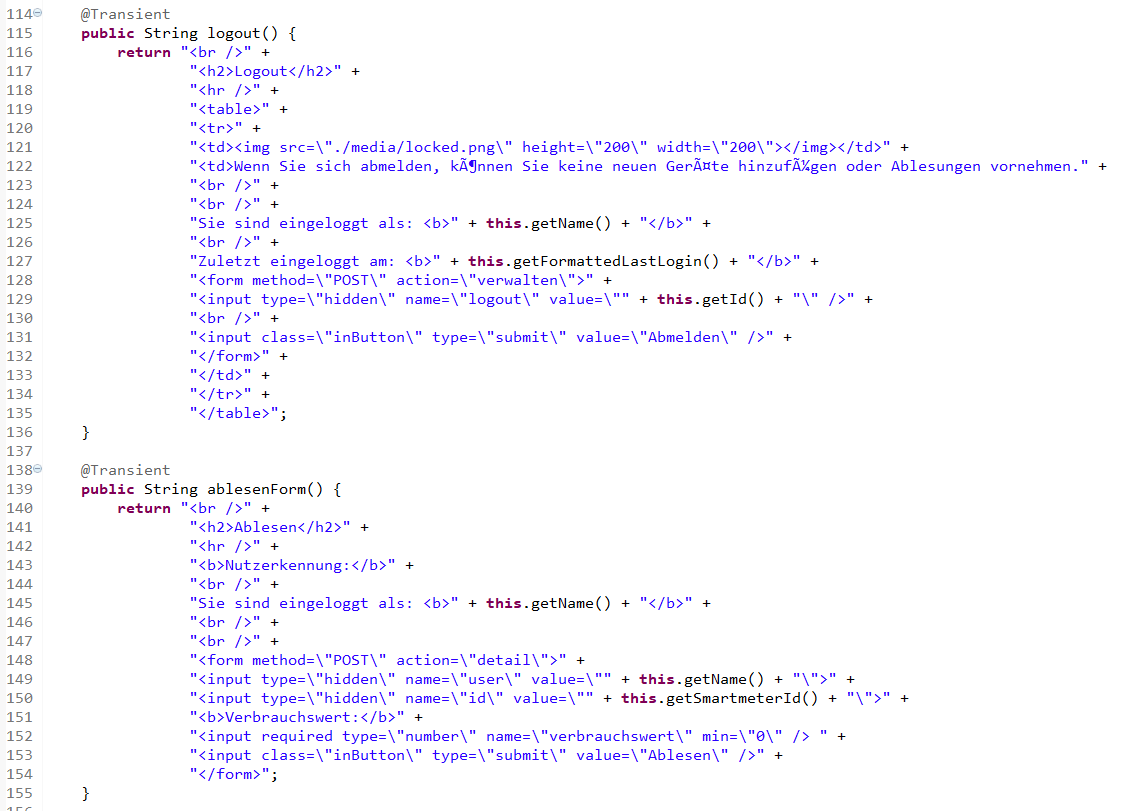 114 @Transient
115 public String logout() {
116 return "<br />" +
117 "<h2>Logout</h2>" +
118 "<hr />" +
119 "<table>" +
120 "<tr>" +
121 "<td><img src=\"./media/locked.png\" height=\"200\" width=\"200\"></img></td>" +
122 "<td>Wenn Sie sich abmelden, kÃ¶nnen Sie keine neuen GerÃ¤te hinzufÃ¼gen oder Ablesungen vornehmen." +
123 "<br />" +
124 "<br />" +
125 "Sie sind eingeloggt als: <b>" + this.getName() + "</b>" +
126 "<br />" +
127 "Zuletzt eingeloggt am: <b>" + this.getFormattedLastLogin() + "</b>" +
128 "<form method=\"POST\" action=\"verwalten\">" +
129 "<input type=\"hidden\" name=\"logout\" value=\"" + this.getId() + "\" />" +
130 "<br />" +
131 "<input class=\"inButton\" type=\"submit\" value=\"Abmelden\" />" +
132 "</form>" +
133 "</td>" +
134 "</tr>" +
135 "</table>";
136 }
137
138 @Transient
139 public String ablesenForm() {
140 return "<br />" +
141 "<h2>Ablesen</h2>" +
142 "<hr />" +
143 "<b>Nutzerkennung:</b>" +
144 "<br />" +
145 "Sie sind eingeloggt als: <b>" + this.getName() + "</b>" +
146 "<br />" +
147 "<br />" +
148 "<form method=\"POST\" action=\"detail\">" +
149 "<input type=\"hidden\" name=\"user\" value=\"" + this.getName() + "\">" +
150 "<input type=\"hidden\" name=\"id\" value=\"" + this.getSmartmeterId() + "\">" +
151 "<b>Verbrauchswert:</b>" +
152 "<input required type=\"number\" name=\"verbrauchswert\" min=\"0\" /> " +
153 "<input class=\"inButton\" type=\"submit\" value=\"Ablesen\" />" +
154 "</form>";
155 }